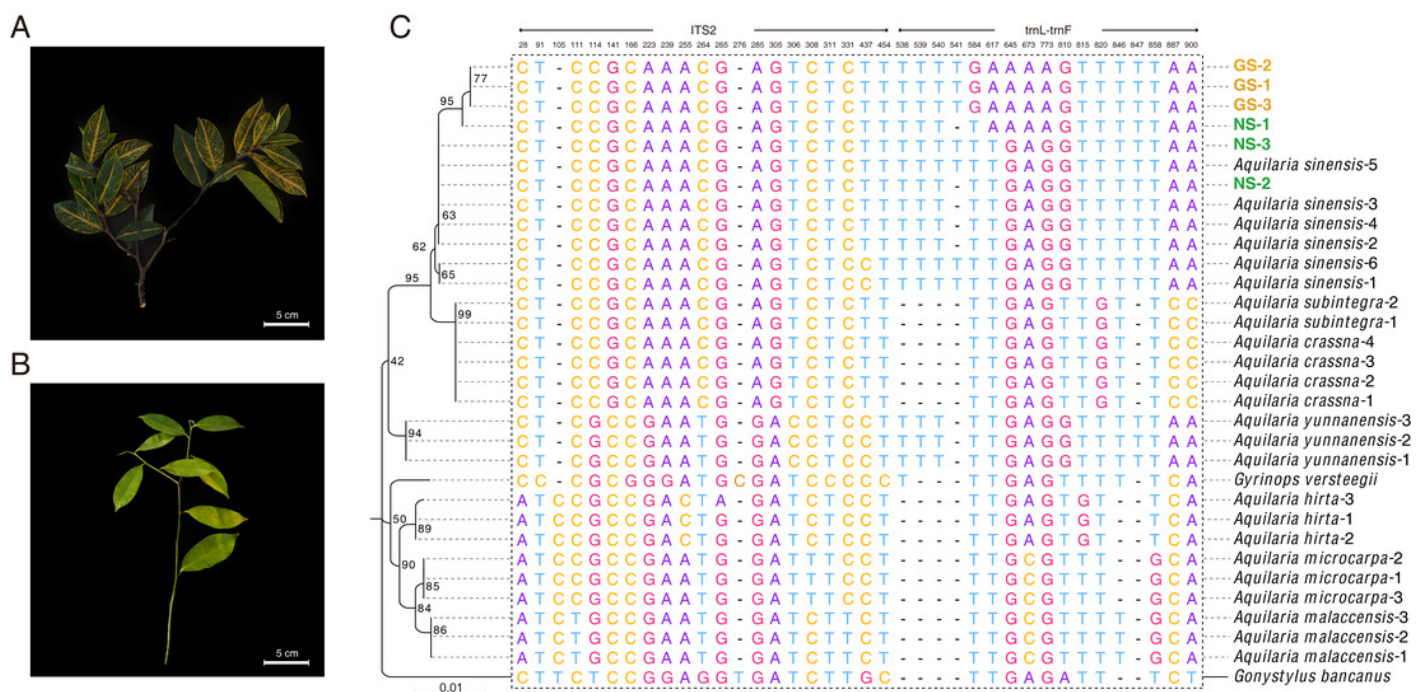 A
5 cm
B
5 cm
C
ITS2 trnL-trnF
28 91 105 111 114 141 166 223 239 255 264 265 276 285 305 306 308 311 331 437 454 538 539 540 541 584 617 645 673 773 810 815 820 846 847 858 887 900
77 C T - C C G C A A A C G - A G T C T C T T T T T T G A A A A G T T T T T A A GS-2
C T - C C G C A A A C G - A G T C T C T T T T T T G A A A A G T T T T T A A GS-1
95 C T - C C G C A A A C G - A G T C T C T T T T T T G A A A A G T T T T T A A GS-3
C T - C C G C A A A C G - A G T C T C T T T T T - T A A A A G T T T T T A A NS-1
C T - C C G C A A A C G - A G T C T C T T T T T T T T G A G G T T T T T A A NS-3
C T - C C G C A A A C G - A G T C T C T T T T T T T T G A G G T T T T T A A Aquilaria sinensis-5
C T - C C G C A A A C G - A G T C T C T T T T T - T T G A G G T T T T T A A NS-2
C T - C C G C A A A C G - A G T C T C T T T T T - T T G A G G T T T T T A A Aquilaria sinensis-3
63 C T - C C G C A A A C G - A G T C T C T T T T T - T T G A G G T T T T T A A Aquilaria sinensis-4
62 C T - C C G C A A A C G - A G T C T C T T T T T - T T G A G G T T T T T A A Aquilaria sinensis-2
65 C T - C C G C A A A C G - A G T C T C C T T T T T T T G A G G T T T T T A A Aquilaria sinensis-6
95 C T - C C G C A A A C G - A G T C T C C T T T T T T T G A G G T T T - T A A Aquilaria sinensis-1
C T - C C G C A A A C G - A G T C T C T T - - - - T T G A G T T G T - T C C Aquilaria subintegra-2
99 C T - C C G C A A A C G - A G T C T C T T - - - - T T G A G T T G T - T C C Aquilaria subintegra-1
C T - C C G C A A A C G - A G T C T C T T - - - - T T G A G T T G T - T C C Aquilaria crassna-4
42 C T - C C G C A A A C G - A G T C T C T T - - - - T T G A G T T G T - T C C Aquilaria crassna-3
C T - C C G C A A A C G - A G T C T C T T - - - - T T G A G T T G T - T C C Aquilaria crassna-2
C T - C C G C A A A C G - A G T C T C T T - - - - T T G A G T T G T - T C C Aquilaria crassna-1
C T - C G C C G A A T G - G A C C T C C T T T T - T T G A G G T T T T T A A Aquilaria yunnanensis-3
94 C T - C G C C G A A T G - G A C C T C C T T T T - T T G A G G T T T T T A A Aquilaria yunnanensis-2
C T - C G C C G A A T G - G A C C T C C T T T T - T T G A G G T T T T T A A Aquilaria yunnanensis-1
C C - C G C G G G A T G C G A T C C C C C T - - - T T G A G T T T T - T C A Gyrinops versteegii
A T C C G C C G A C T A - G A T C T C C T - - - - T T G A G T G T - - T C A Aquilaria hirta-3
50 89 A T C C G C C G A C T G - G A T C T C C T - - - - T T G A G T G T - - T C A Aquilaria hirta-1
A T C C G C C G A C T G - G A T C T C C T - - - - T T G A G T G T - - T C A Aquilaria hirta-2
90 A T C C G C C G A A T G - G A T T T C C T - - - - T T G C G T T T - - G C A Aquilaria microcarpa-2
85 A T C C G C C G A A T G - G A T T T C C T - - - - T T G C G T T T - - G C A Aquilaria microcarpa-1
84 A T C C G C C G A A T G - G A T T T C C T - - - - T T G C G T T T - - G C A Aquilaria microcarpa-3
A T C T G C C G A A T G - G A T C T T C T - - - - T T G C G T T T T - G C A Aquilaria malaccensis-3
86 A T C T G C C G A A T G - G A T C T T C T - - - - T T G C G T T T T - G C A Aquilaria malaccensis-2
A T C T G C C G A A T G - G A T C T T C T - - - - T T G C G T T T T - G C A Aquilaria malaccensis-1
C T T C T C C G G A G G T G A T C T T G C - - - - T T G A G A T T - - T C T Gonystylus bancanus
0.01